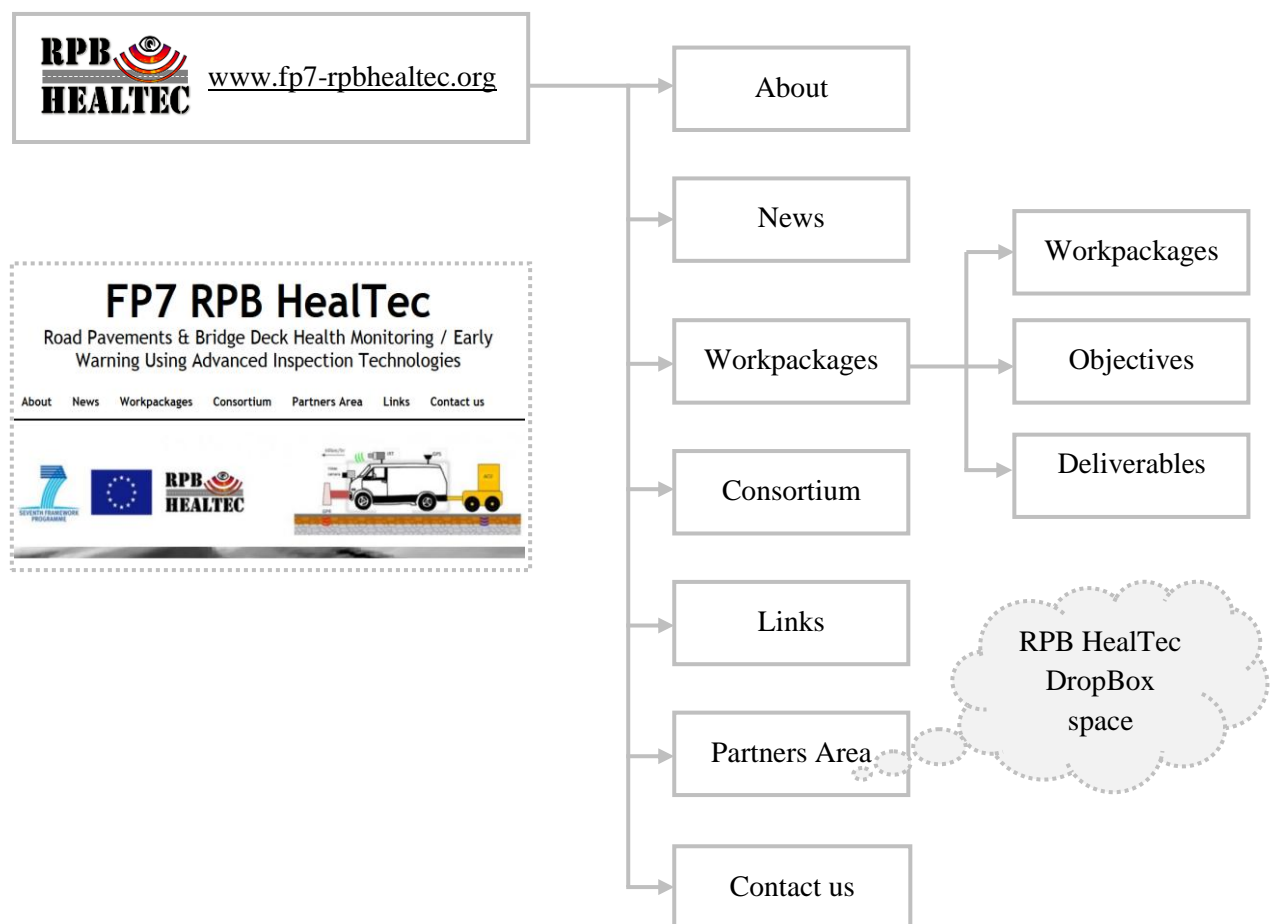 RPB
HEALTEC
www.fp7-rpbhealtec.org
About
News
Workpackages
Workpackages
Objectives
Deliverables
Consortium
Links
Partners Area
Contact us
RPB HealTec
DropBox
space
FP7 RPB HealTec
Road Pavements & Bridge Deck Health Monitoring / Early
Warning Using Advanced Inspection Technologies
About News Workpackages Consortium Partners Area Links Contact us
SEVENTH FRAMEWORK
PROGRAMME
RPB
HEALTEC
GPS